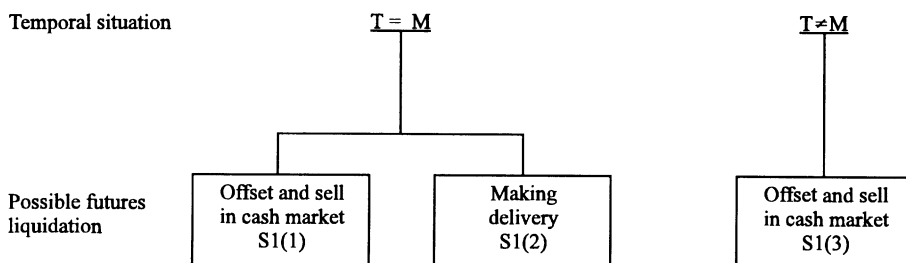 Temporal situation
T = M
T≠M
Possible futures
liquidation
Offset and sell
in cash market
S1(1)
Making
delivery
S1(2)
Offset and sell
in cash market
S1(3)